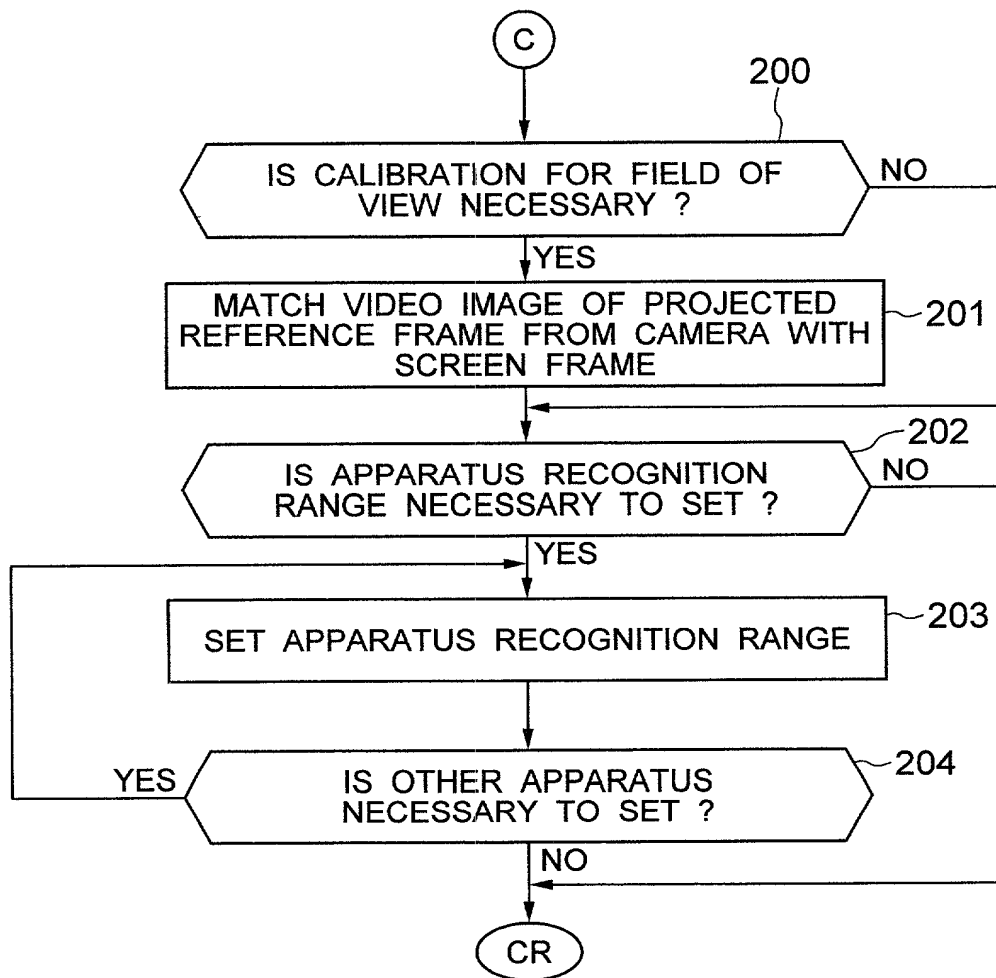 C
200
IS CALIBRATION FOR FIELD OF
VIEW NECESSARY ?
NO
YES
MATCH VIDEO IMAGE OF PROJECTED
REFERENCE FRAME FROM CAMERA WITH
SCREEN FRAME
201
202
IS APPARATUS RECOGNITION
RANGE NECESSARY TO SET ?
NO
YES
SET APPARATUS RECOGNITION RANGE
203
204
YES
IS OTHER APPARATUS
NECESSARY TO SET ?
NO
CR